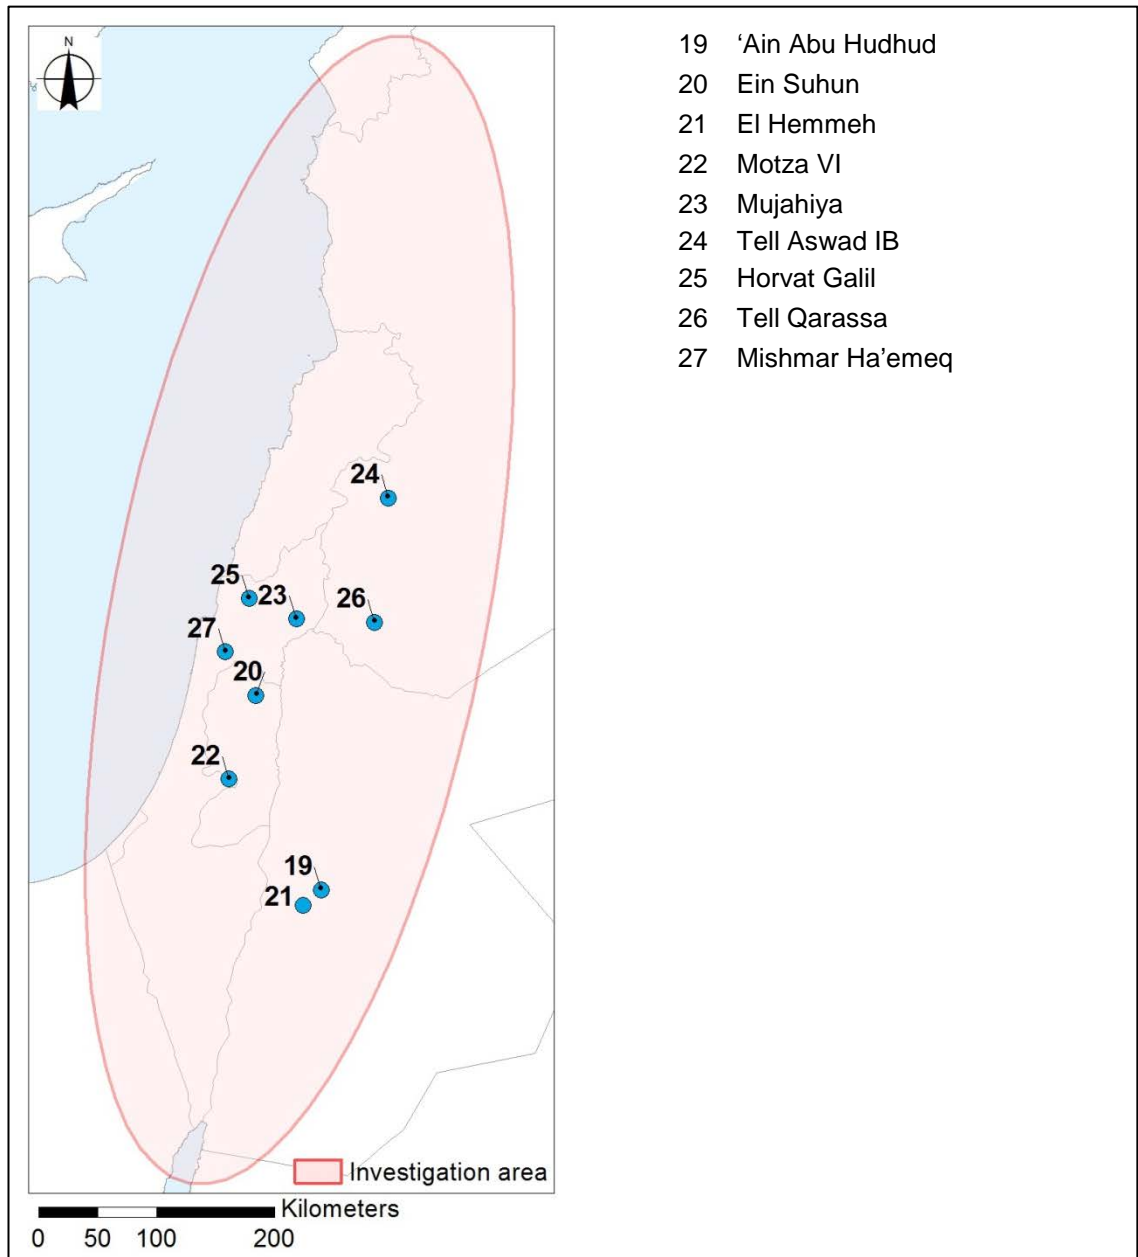 N
24
25
23
26
27
20
22
19
21
Investigation area
Kilometers
0 50 100 200
19 ‘Ain Abu Hudhud
20 Ein Suhun
21 El Hemmeh
22 Motza VI
23 Mujahiya
24 Tell Aswad IB
25 Horvat Galil
26 Tell Qarassa
27 Mishmar Ha’emeq